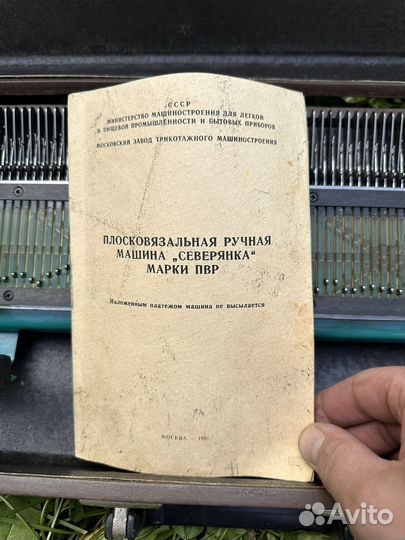 СССР
МИНИСТЕРСТВО МАШИНОСТРОЕНИЯ ДЛЯ ЛЕГКОЙ
И ПИЩЕВОЙ ПРОМЫШЛЕННОСТИ И БЫТОВЫХ ПРИБОРОВ
МОСКОВСКИЙ ЗАВОД ТРИКОТАЖНОГО МАШИНОСТРОЕНИЯ
ПЛОСКОВЯЗАЛЬНАЯ РУЧНАЯ
МАШИНА „СЕВЕРЯНКА“
МАРКИ ПВР
Наложенным платежом машина не высылается
МОСКВА —
Avito